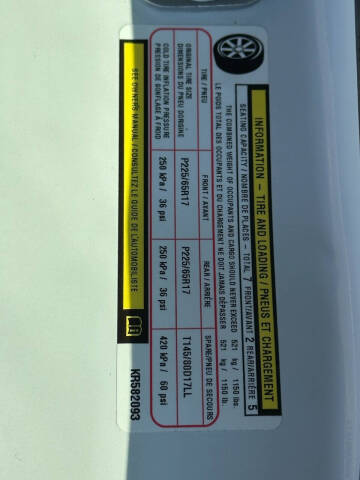 INFORMATION – TIRE AND LOADING / PNEUS ET CHARGEMENT
SEATING CAPACITY / NOMBRE DE PLACES – TOTAL 7 FRONT/AVANT 2 REAR/ARRIÈRE 5
THE COMBINED WEIGHT OF OCCUPANTS AND CARGO SHOULD NEVER EXCEED 521 kg / 1150 lbs.
LE POIDS TOTAL DES OCCUPANTS ET DU CHARGEMENT NE DOIT JAMAIS DÉPASSER 521 kg / 1150 lb.
TIRE / PNEU FRONT / AVANT REAR / ARRIÈRE SPARE/PNEU DE SECOURS
ORIGINAL TIRE SIZE P225/65R17 P225/65R17 T145/80D17LL
DIMENSIONS DU PNEU D'ORIGINE
COLD TIRE INFLATION PRESSURE 250 kPa / 36 psi 250 kPa / 36 psi 420 kPa / 60 psi
PRESSION DE GONFLAGE À FROID
SEE OWNERS MANUAL / CONSULTEZ LE GUIDE DE L'AUTOMOBILISTE
KR582093